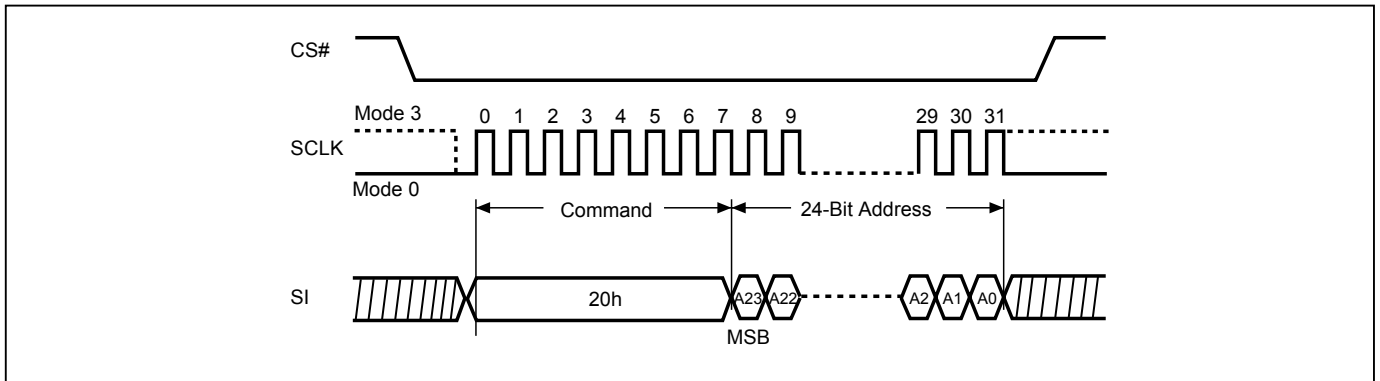 CS#
Mode 3
0 1 2 3 4 5 6 7 8 9 29 30 31
SCLK
Mode 0
Command 24-Bit Address
SI
20h A23 A22 A2 A1 A0
MSB